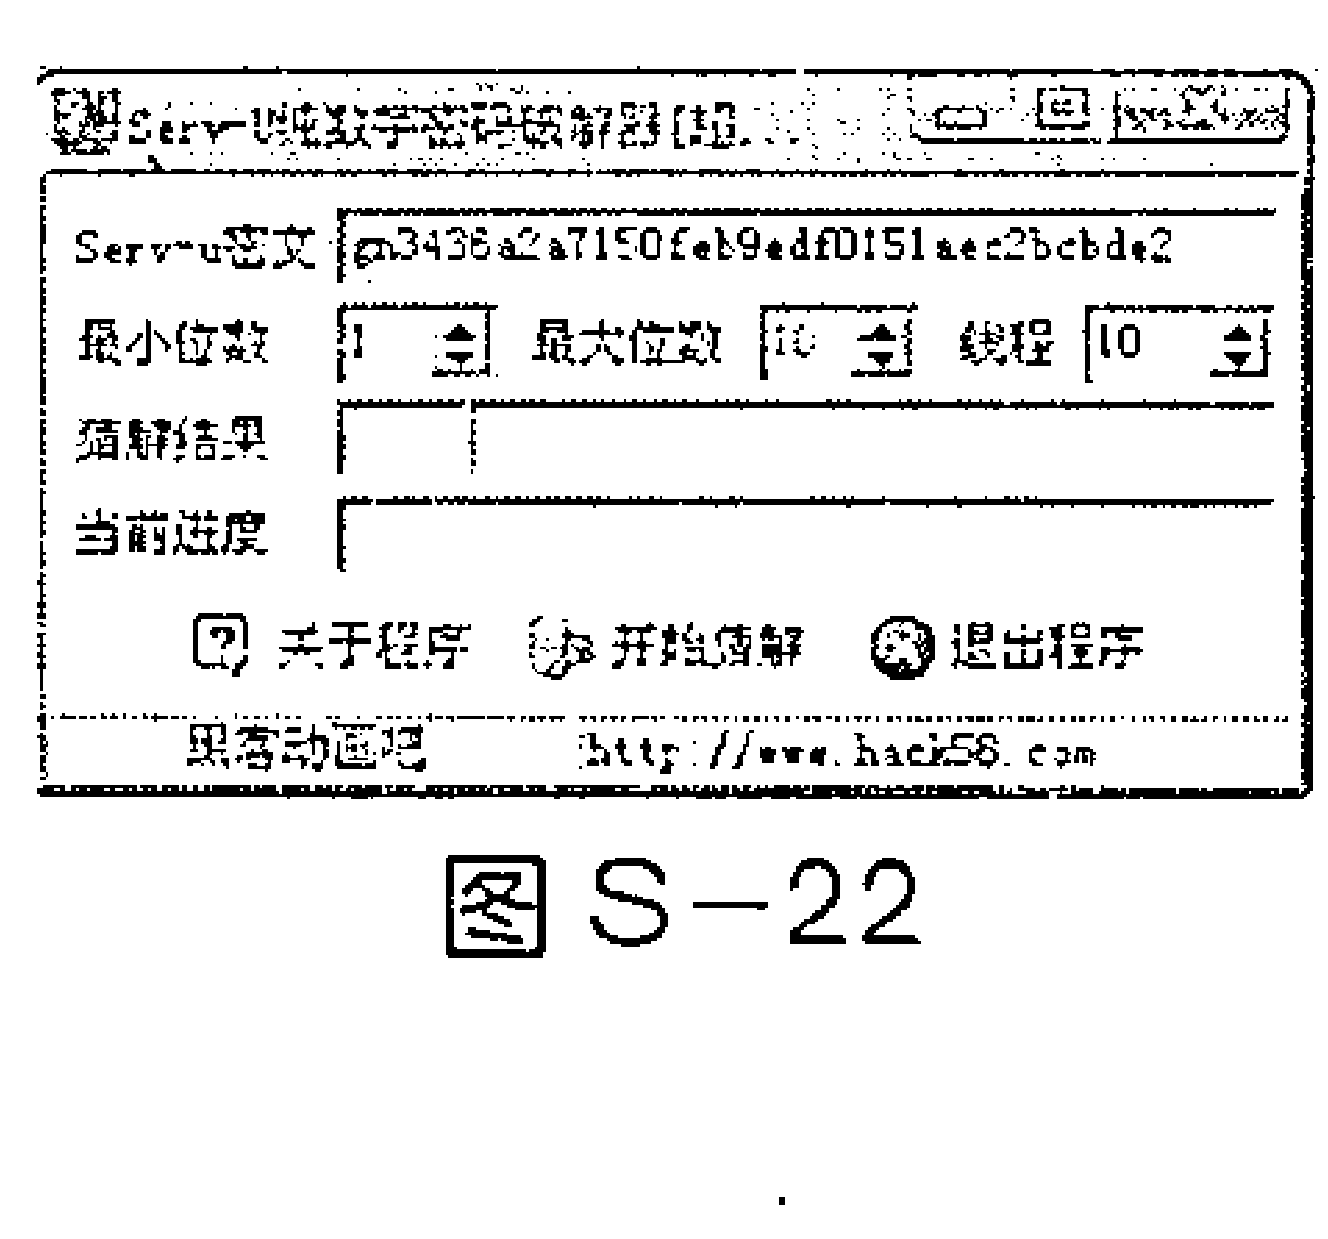 Serv-U纯数字密码猜解器[超...
Serv-u密文 gn3436a2a7150feb9edf0151aec2bcbde2
最小位数 1 最大位数 10 线程 10
猜解结果
当前进度
? 关于程序 开始猜解 退出程序
黑客动画吧 http://www.hack58.com
图 S-22